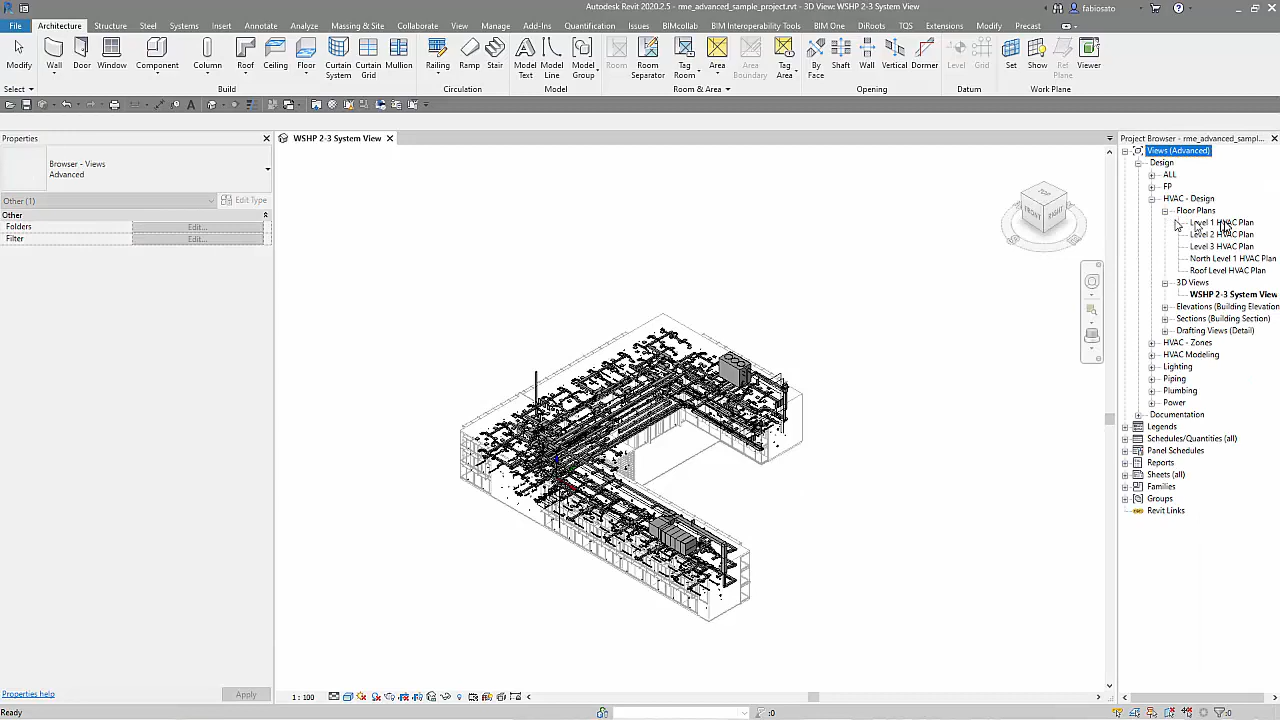 Autodesk Revit 2020.2.5 - rme_advanced_sample_project.rvt - 3D View: WSHP 2-3 System View
fabiosato
File Architecture Structure Steel Systems Insert Annotate Analyze Massing & Site Collaborate View Manage Add-Ins Quantification Issues BIMcollab BIM Interoperability Tools BIM One DiRoots TQS Extensions Modify Precast
Modify Wall Door Window Component Column Roof Ceiling Floor Curtain System Curtain Grid Mullion Railing Ramp Stair Model Text Model Line Model Group Room Room Separator Tag Room Area Area Boundary Tag Area By Face Shaft Wall Vertical Dormer Level Grid Set Show Ref Plane Viewer
Select Build Circulation Model Room & Area Opening Datum Work Plane
Properties
Browser - Views
Advanced
Other (1) Edit Type
Other
Folders Edit...
Filter Edit...
Properties help Apply
WSHP 2-3 System View
TOP
FRONT
RIGHT
1 : 100
Project Browser - rme_advanced_sampl...
Views (Advanced)
Design
ALL
FP
HVAC - Design
Floor Plans
Level 1 HVAC Plan
Level 2 HVAC Plan
Level 3 HVAC Plan
North Level 1 HVAC Plan
Roof Level HVAC Plan
3D Views
WSHP 2-3 System View
Elevations (Building Elevation
Sections (Building Section)
Drafting Views (Detail)
HVAC - Zones
HVAC Modeling
Lighting
Piping
Plumbing
Power
Documentation
Legends
Schedules/Quantities (all)
Panel Schedules
Reports
Sheets (all)
Families
Groups
Revit Links
Ready
:0
:0